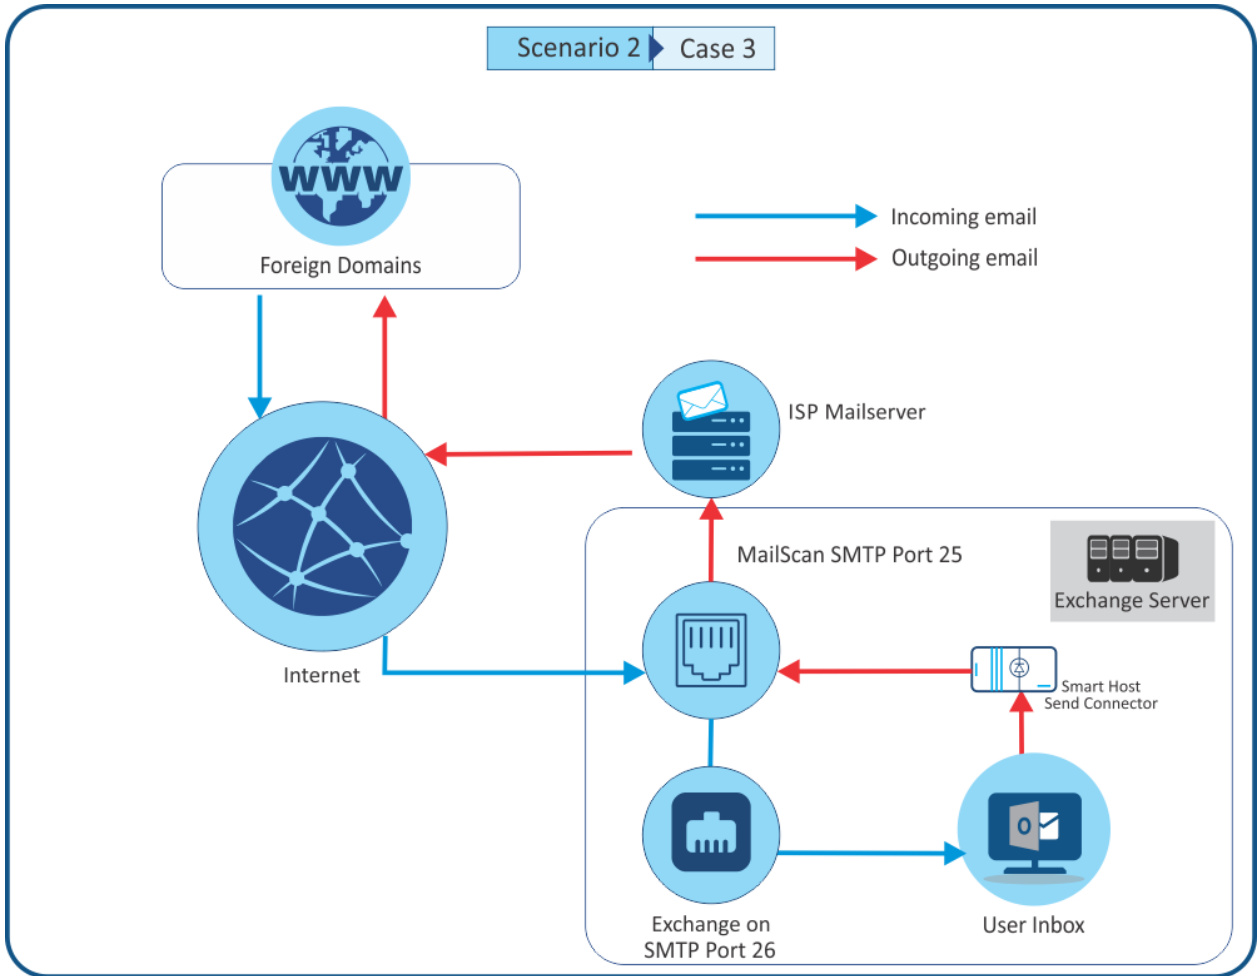 Scenario 2 Case 3
WWW
Foreign Domains
Incoming email
Outgoing email
ISP Mailserver
MailScan SMTP Port 25
Exchange Server
Internet
Smart Host
Send Connector
O
Exchange on
SMTP Port 26
User Inbox